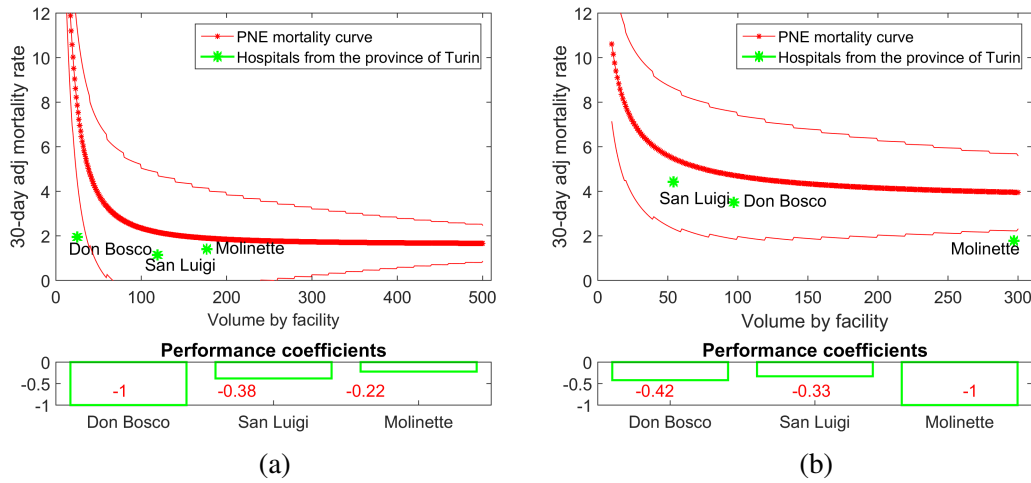 12
10
8
6
4
2
0
30-day adj mortality rate
PNE mortality curve
Hospitals from the province of Turin
Don Bosco
San Luigi
Molinette
0 100 200 300 400 500
Volume by facility
Performance coefficients
0
-0.5
-1
-1 -0.38 -0.22
Don Bosco San Luigi Molinette
(a)
12
10
8
6
4
2
0
30-day adj mortality rate
PNE mortality curve
Hospitals from the province of Turin
San Luigi
Don Bosco
Molinette
0 50 100 150 200 250 300
Volume by facility
Performance coefficients
0
-0.5
-1
-0.42 -0.33 -1
Don Bosco San Luigi Molinette
(b)